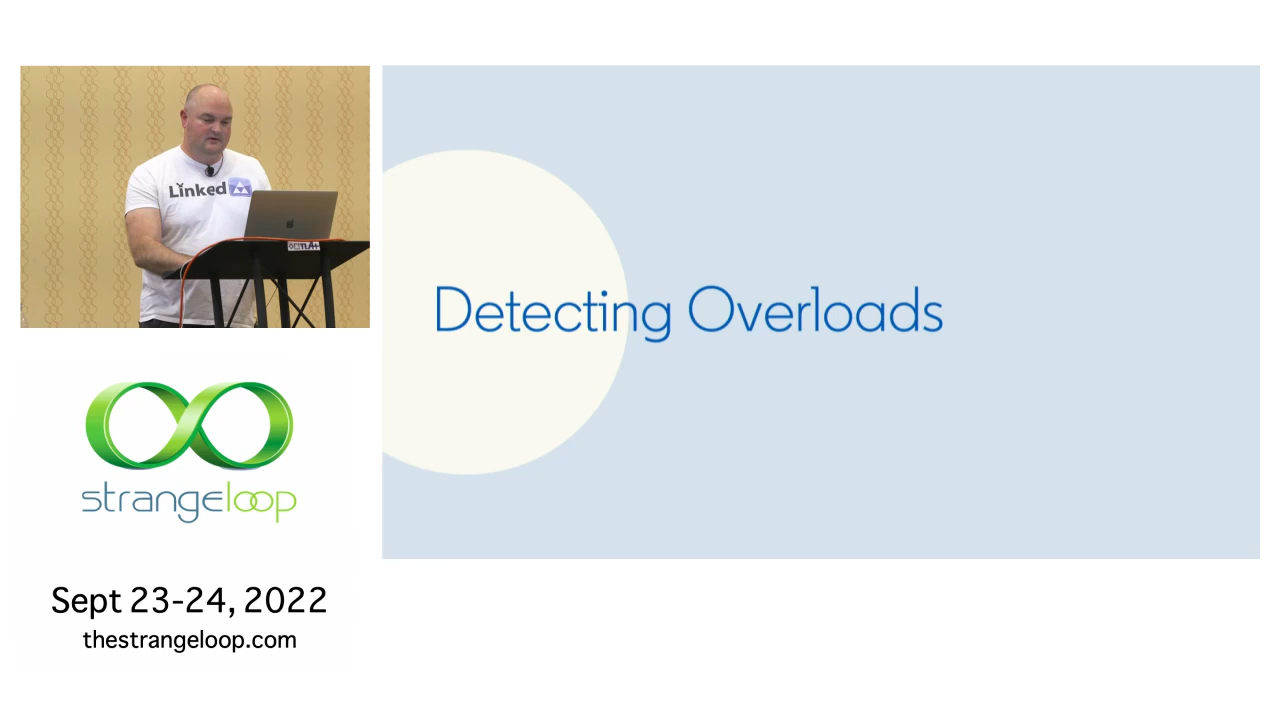 Linked
Detecting Overloads
strangeloop
Sept 23-24, 2022
thestrangeloop.com